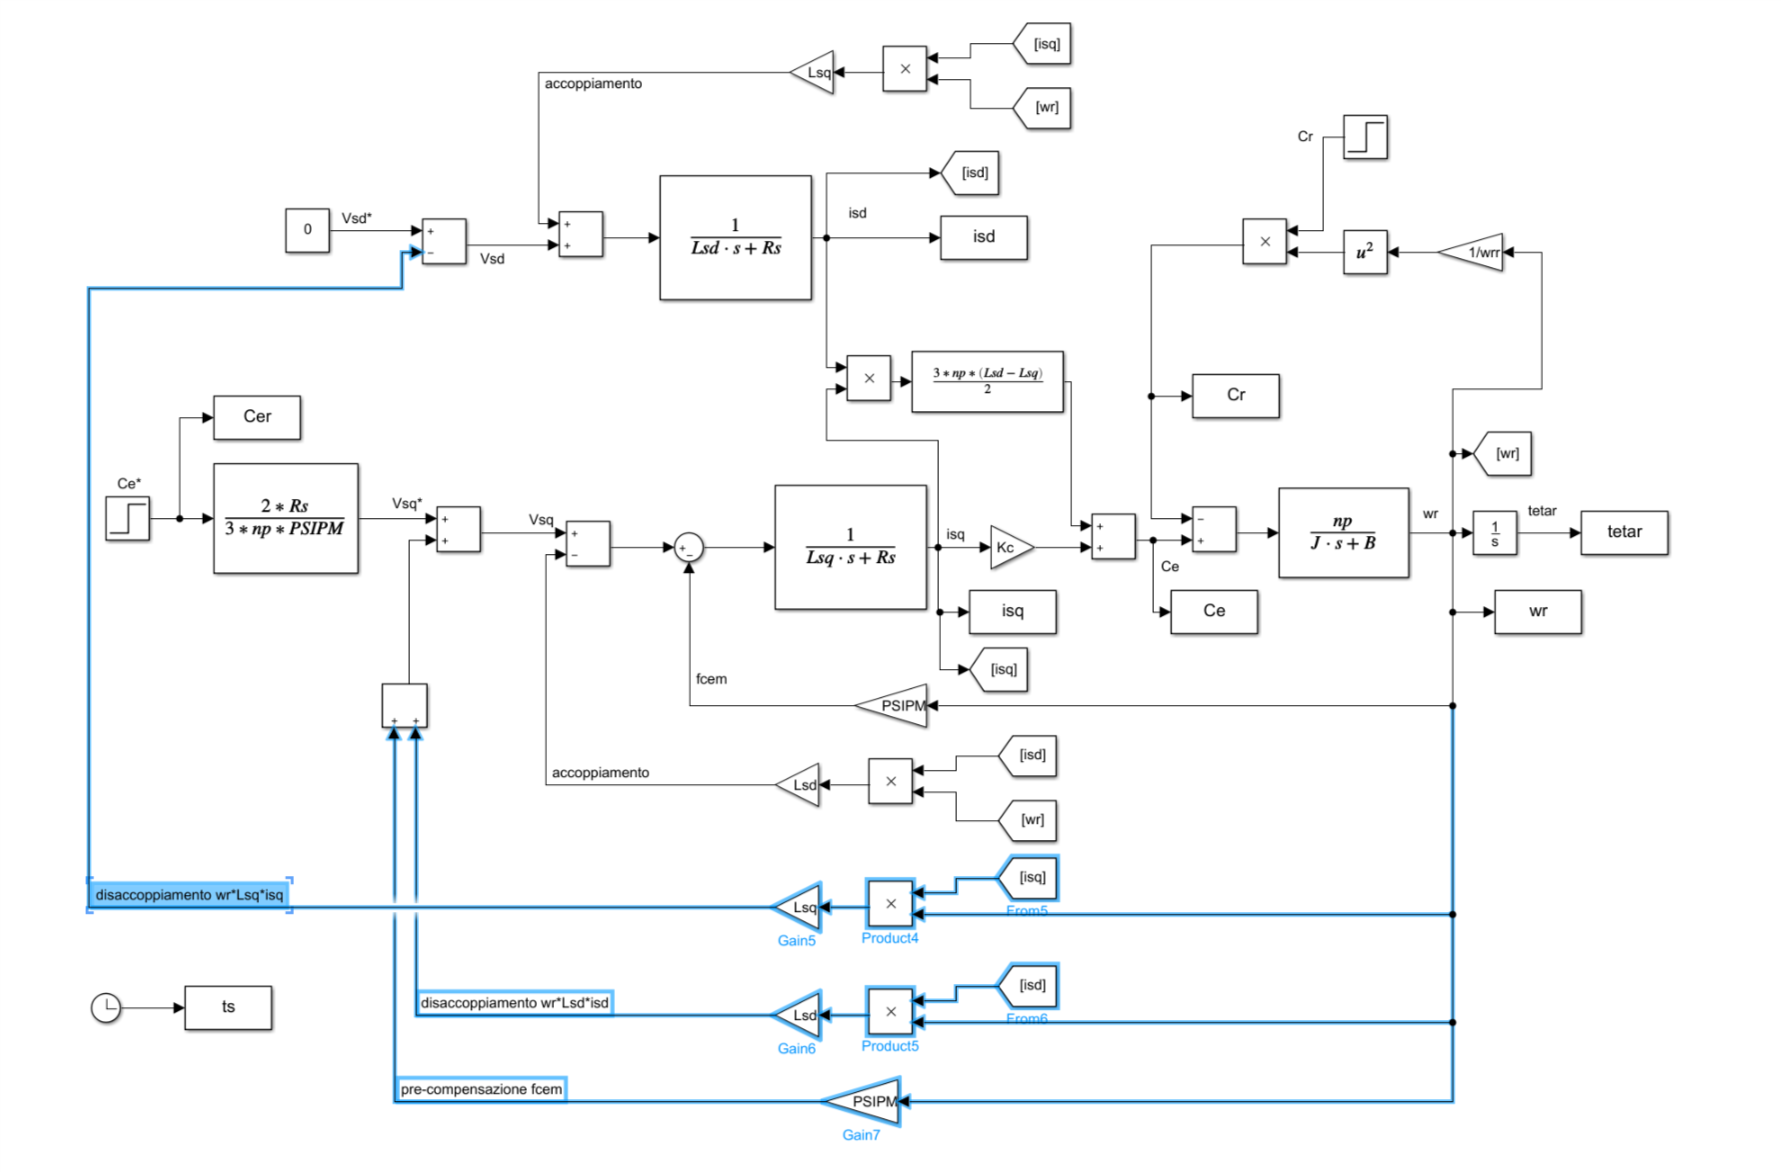 [isq]
Lsq
×
accoppiamento
[wr]
Cr
[isd]
0
Vsd*
+
−
Vsd
+
+
1
Lsd · s + Rs
isd
isd
×
u²
1/wrr
×
3 * np * (Lsd − Lsq)
2
Cr
Cer
[wr]
Ce*
2 * Rs
3 * np * PSIPM
Vsq*
+
+
Vsq
+
−
+
−
1
Lsq · s + Rs
isq
Kc
+
+
Ce
−
+
np
J · s + B
wr
1
s
tetar
tetar
isq
Ce
wr
[isq]
fcem
PSIPM
+ +
[isd]
accoppiamento
Lsd
×
[wr]
[isq]
disaccoppiamento wr*Lsq*isq
Lsq
×
From5
Gain5
Product4
[isd]
ts
disaccoppiamento wr*Lsd*isd
Lsd
×
From6
Gain6
Product5
pre-compensazione fcem
PSIPM
Gain7